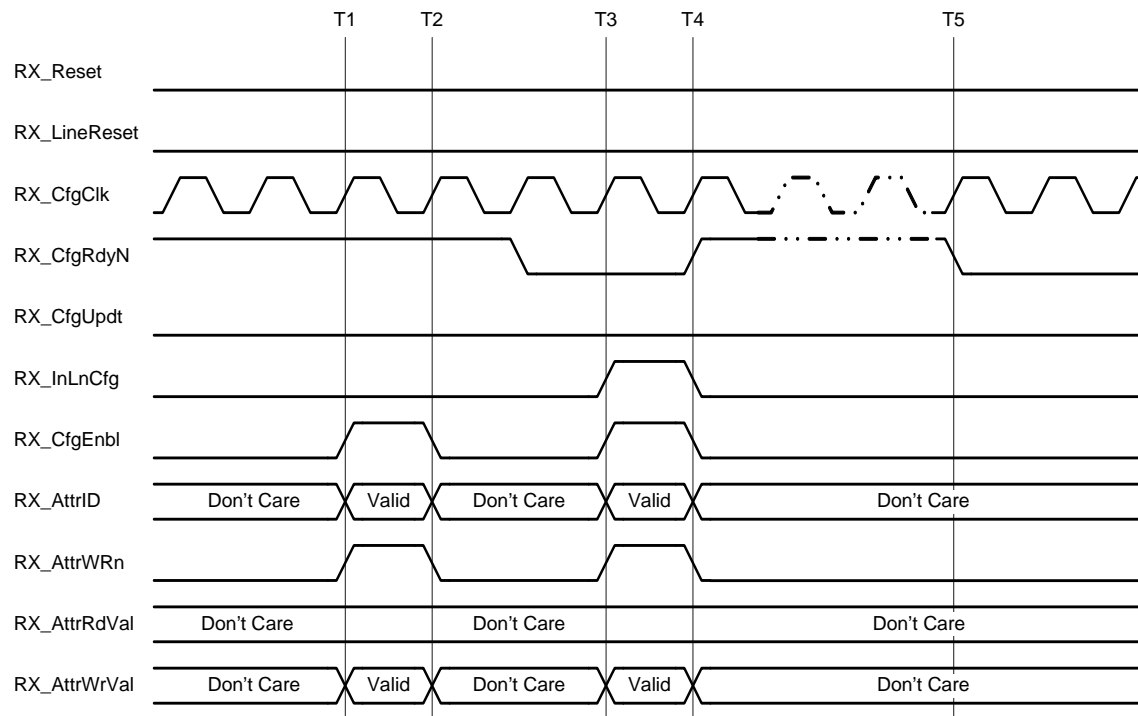 T1 T2 T3 T4 T5
RX_Reset
RX_LineReset
RX_CfgClk
RX_CfgRdyN
RX_CfgUpdt
RX_InLnCfg
RX_CfgEnbl
RX_AttrID Don't Care Valid Don't Care Valid Don't Care
RX_AttrWRn
RX_AttrRdVal Don't Care Don't Care Don't Care
RX_AttrWrVal Don't Care Valid Don't Care Valid Don't Care